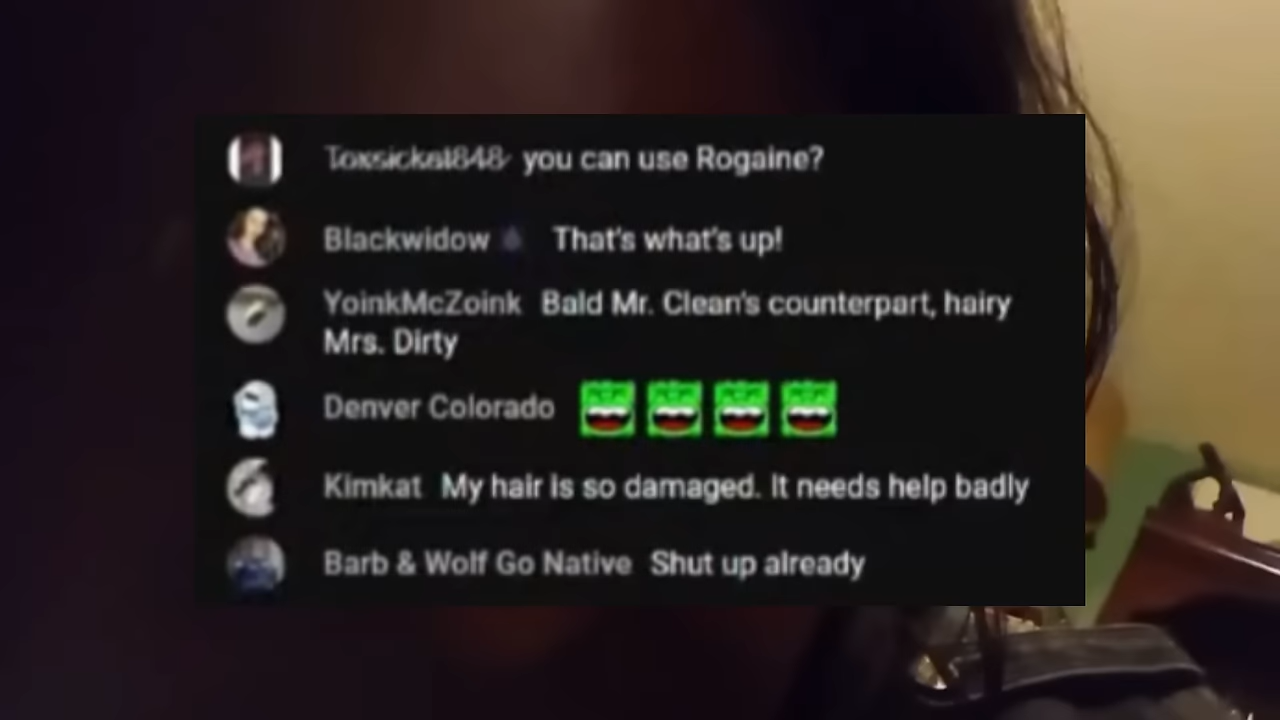 you can use Rogaine?
Blackwidow That's what's up!
YoinkMcZoink Bald Mr. Clean's counterpart, hairy
Mrs. Dirty
Denver Colorado
Kimkat My hair is so damaged. It needs help badly
Barb & Wolf Go Native Shut up already